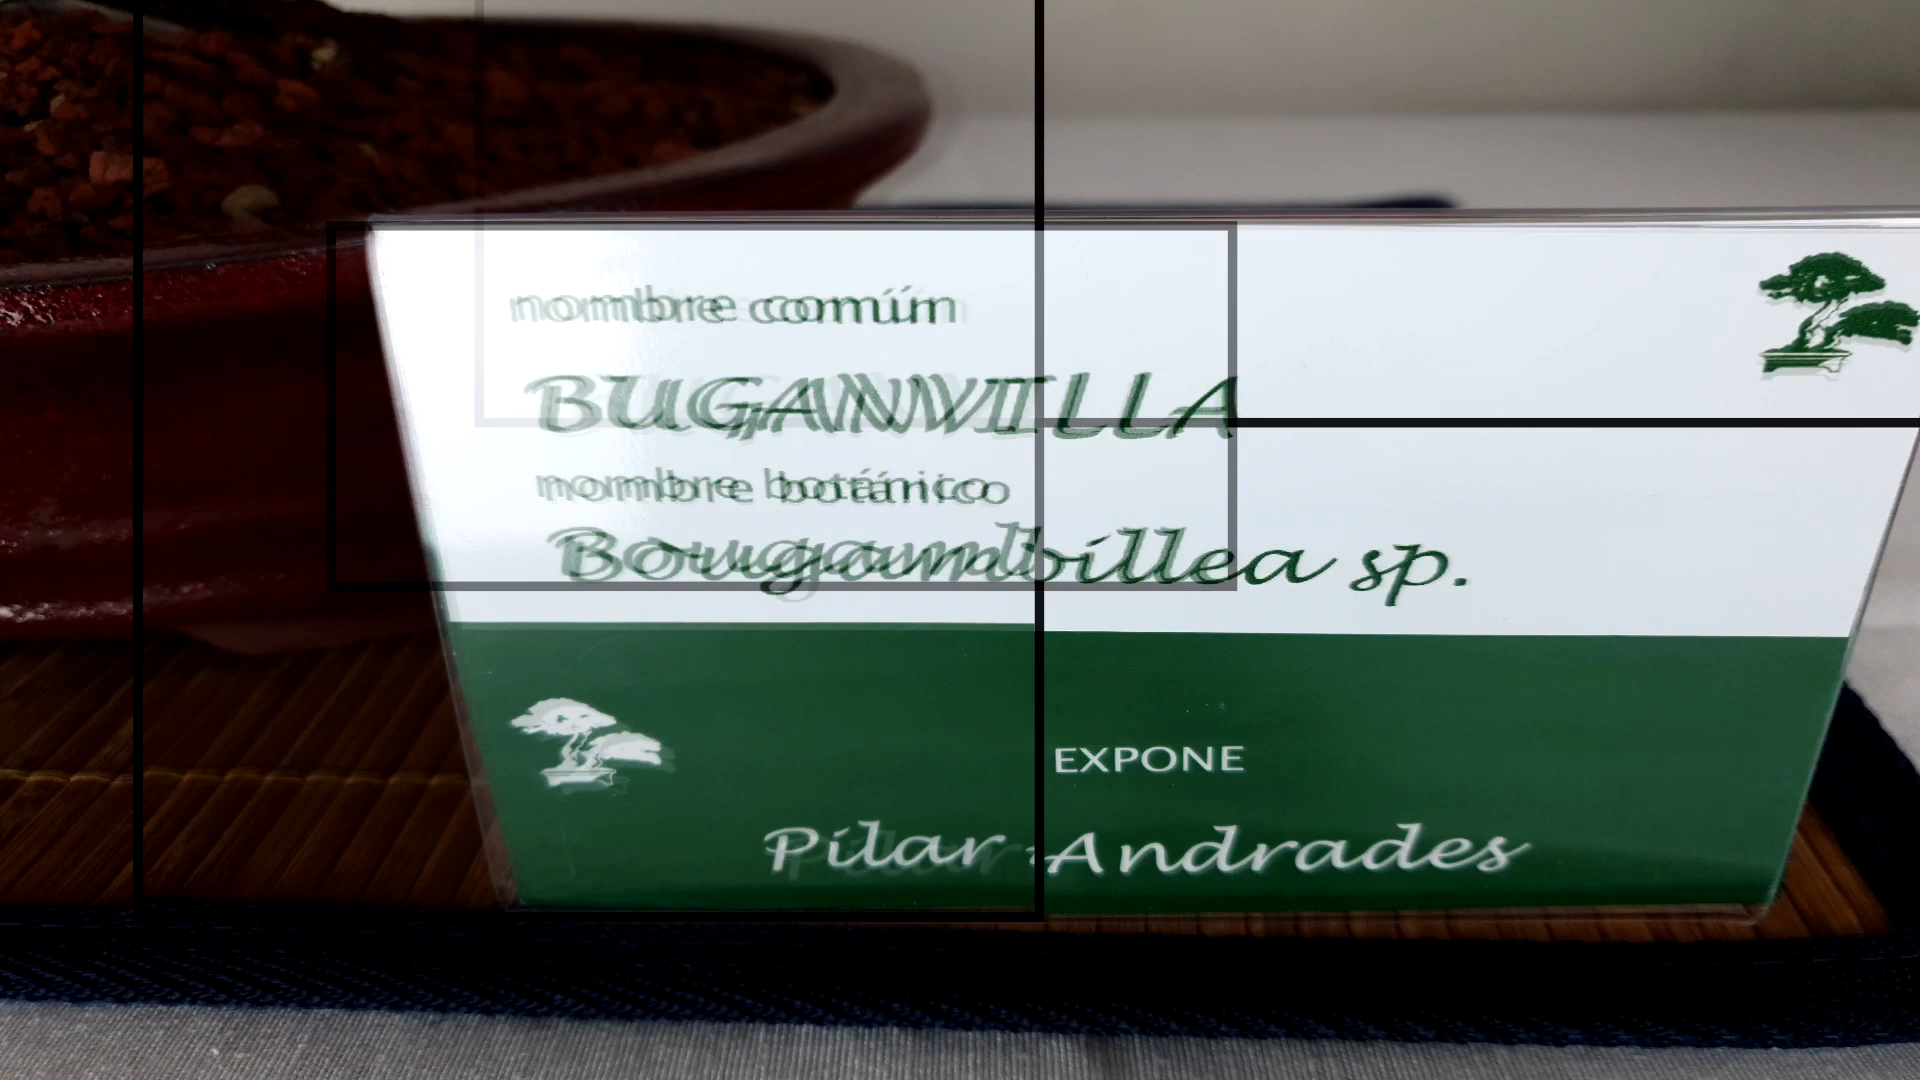 nombre común
BUGANVILLA
nombre botánico
Bougambillea sp.
EXPONE
Pilar Andrades